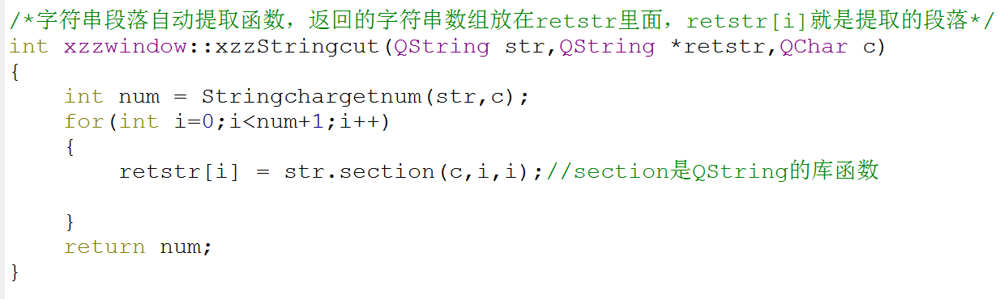 /*字符串段落自动提取函数，返回的字符串数组放在retstr里面，retstr[i]就是提取的段落*/
int xzzwindow::xzzStringcut(QString str,QString *retstr,QChar c)
{
    int num = Stringchargetnum(str,c);
    for(int i=0;i<num+1;i++)
    {
        retstr[i] = str.section(c,i,i);//section是QString的库函数
    }
    return num;
}